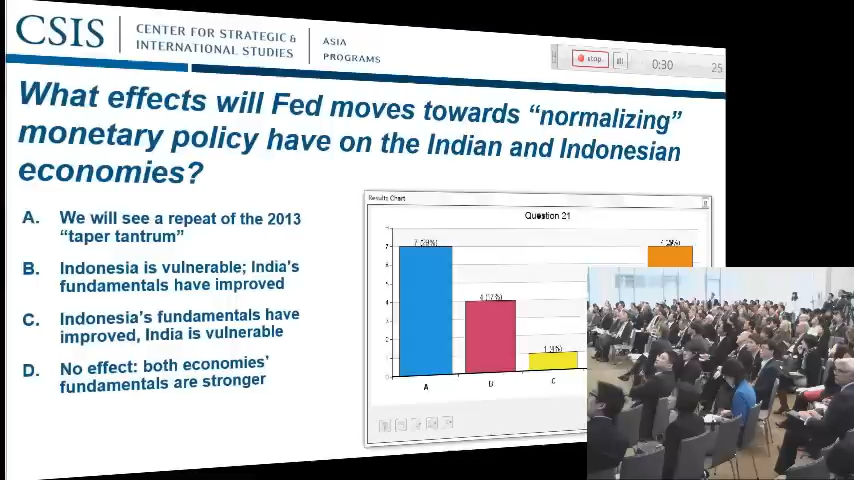 CSIS
CENTER FOR STRATEGIC &
INTERNATIONAL STUDIES
ASIA
PROGRAMS
stop
0:30
25
What effects will Fed moves towards “normalizing”
monetary policy have on the Indian and Indonesian
economies?
A. We will see a repeat of the 2013
“taper tantrum”
B. Indonesia is vulnerable; India’s
fundamentals have improved
C. Indonesia’s fundamentals have
improved, India is vulnerable
D. No effect: both economies’
fundamentals are stronger
Results Chart
Question 21
A
B
C